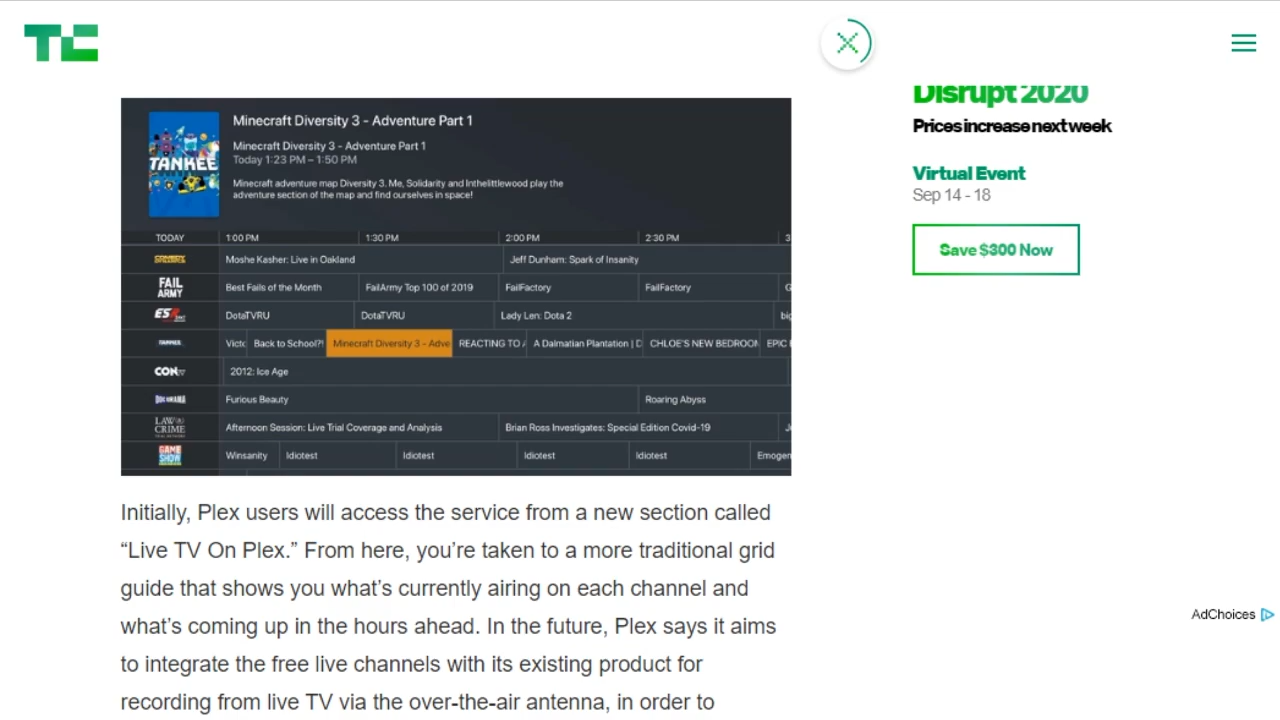 TC
Disrupt 2020
Prices increase next week
Virtual Event
Sep 14 - 18
Save $300 Now
TANKEE
Minecraft Diversity 3 - Adventure Part 1
Minecraft Diversity 3 - Adventure Part 1
Today 1:23 PM – 1:50 PM
Minecraft adventure map Diversity 3. Me, Solidarity and Inthelittlewood play the
adventure section of the map and find ourselves in space!
TODAY 1:00 PM 1:30 PM 2:00 PM 2:30 PM 3
Moshe Kasher: Live in Oakland Jeff Dunham: Spark of Insanity
FAIL ARMY Best Fails of the Month FailArmy Top 100 of 2019 FailFactory FailFactory G
DotaTVRU DotaTVRU Lady Len: Dota 2 big
Victo Back to School?! Minecraft Diversity 3 - Adve REACTING TO A Dalmatian Plantation | D CHLOE'S NEW BEDROOM EPIC
CONtv 2012: Ice Age
Furious Beauty Roaring Abyss
LAW & CRIME Afternoon Session: Live Trial Coverage and Analysis Brian Ross Investigates: Special Edition Covid-19
GAME SHOW Winsanity Idiotest Idiotest Idiotest Idiotest Emogen
Initially, Plex users will access the service from a new section called
“Live TV On Plex.” From here, you’re taken to a more traditional grid
guide that shows you what’s currently airing on each channel and
what’s coming up in the hours ahead. In the future, Plex says it aims
to integrate the free live channels with its existing product for
recording from live TV via the over-the-air antenna, in order to
AdChoices